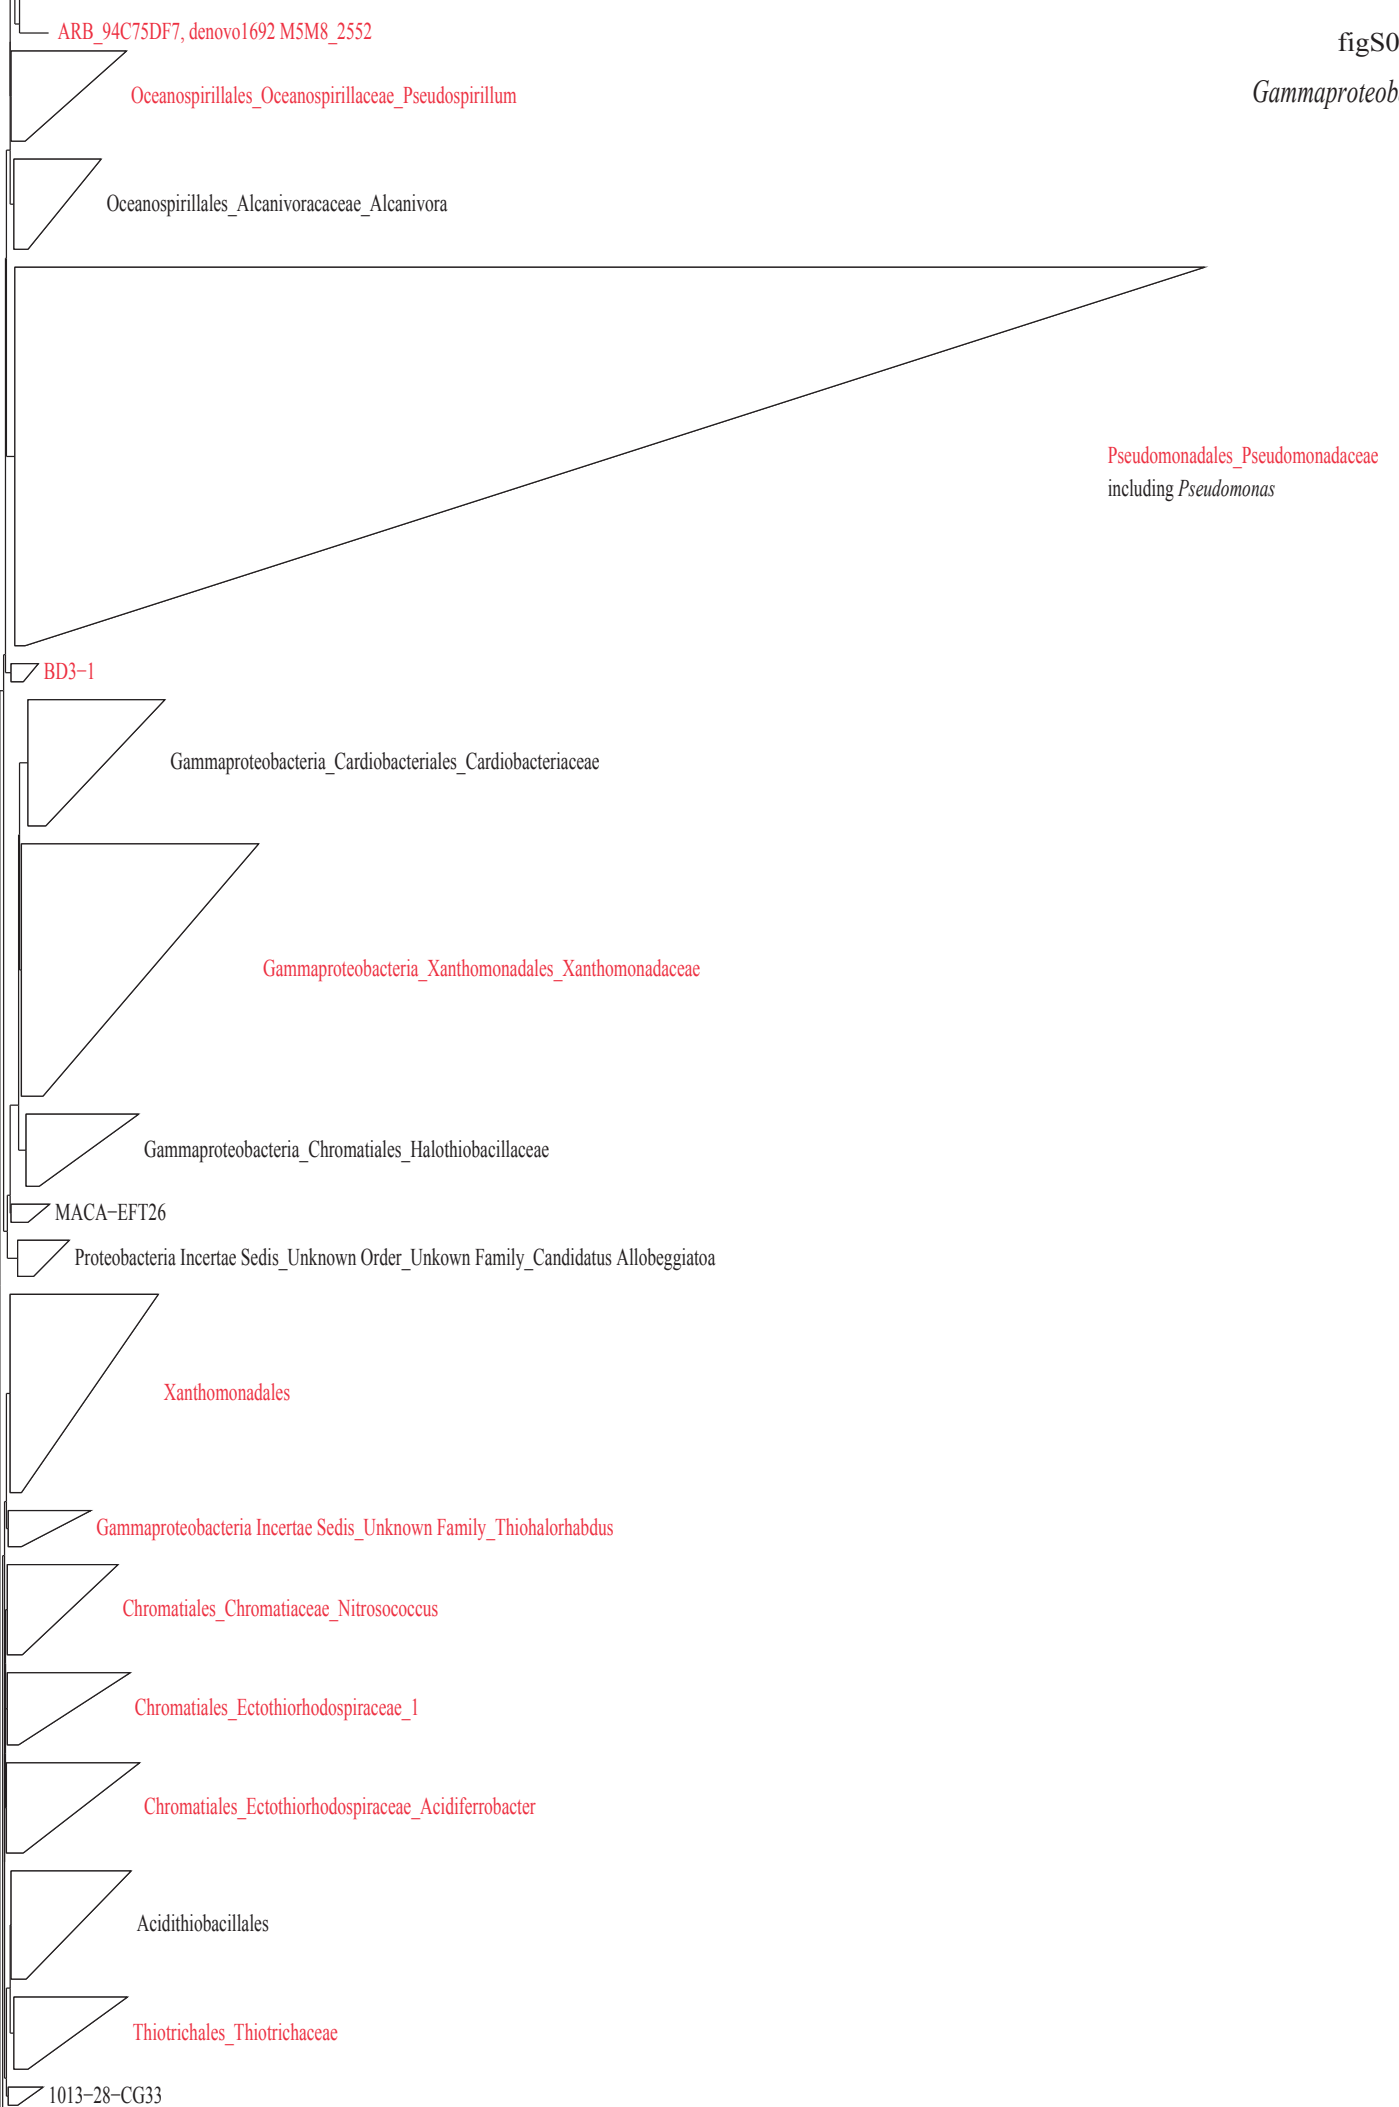 ARB_94C75DF7, denovo1692 M5M8_2552
figS0
Gammaproteob
Oceanospirillales_Oceanospirillaceae_Pseudospirillum
Oceanospirillales_Alcanivoracaceae_Alcanivora
Pseudomonadales_Pseudomonadaceae
including Pseudomonas
BD3−1
Gammaproteobacteria_Cardiobacteriales_Cardiobacteriaceae
Gammaproteobacteria_Xanthomonadales_Xanthomonadaceae
Gammaproteobacteria_Chromatiales_Halothiobacillaceae
MACA−EFT26
Proteobacteria Incertae Sedis_Unknown Order_Unkown Family_Candidatus Allobeggiatoa
Xanthomonadales
Gammaproteobacteria Incertae Sedis_Unknown Family_Thiohalorhabdus
Chromatiales_Chromatiaceae_Nitrosococcus
Chromatiales_Ectothiorhodospiraceae_1
Chromatiales_Ectothiorhodospiraceae_Acidiferrobacter
Acidithiobacillales
Thiotrichales_Thiotrichaceae
1013−28−CG33